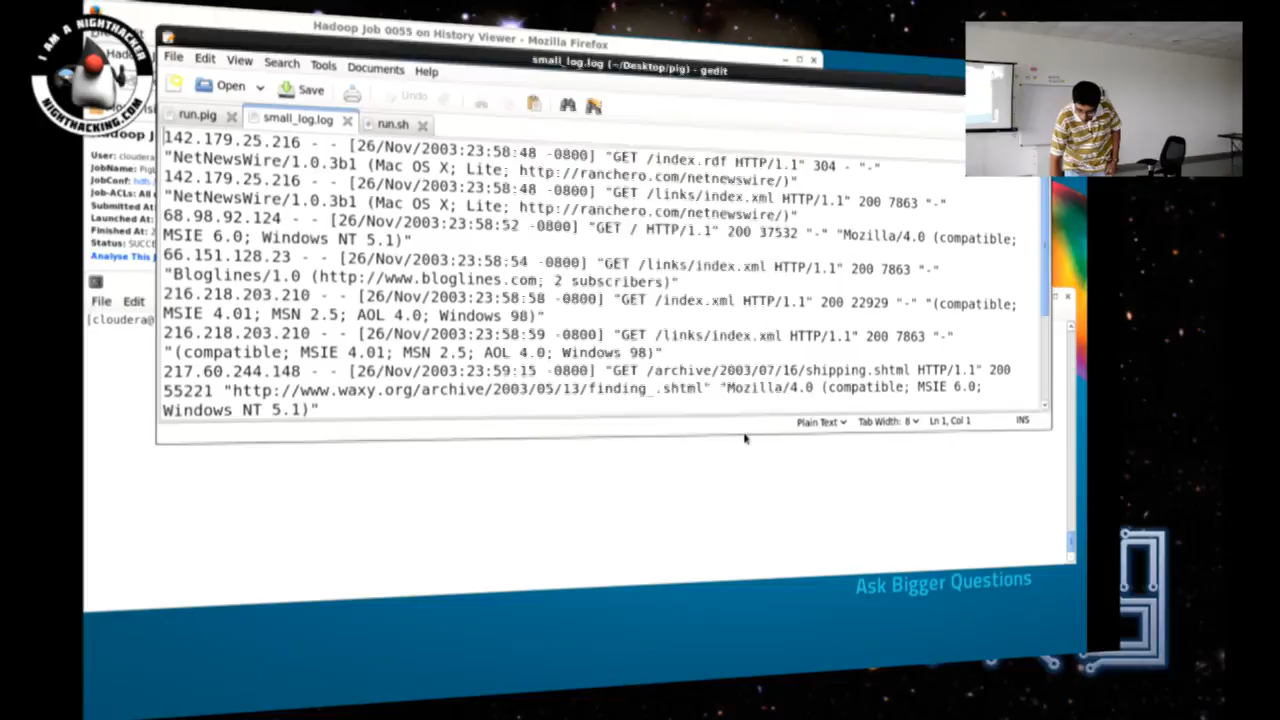 I AM A NIGHTHACKER
NIGHTHACKING.COM
Hadoop Job 0055 on History Viewer - Mozilla Firefox
small_log.log (~/Desktop/pig) - gedit
File Edit View Search Tools Documents Help
Open Save Undo
run.pig small_log.log run.sh
142.179.25.216 - - [26/Nov/2003:23:58:48 -0800] "GET /index.rdf HTTP/1.1" 304 - "-"
"NetNewsWire/1.0.3b1 (Mac OS X; Lite; http://ranchero.com/netnewswire/)"
142.179.25.216 - - [26/Nov/2003:23:58:48 -0800] "GET /links/index.xml HTTP/1.1" 200 7863 "-"
"NetNewsWire/1.0.3b1 (Mac OS X; Lite; http://ranchero.com/netnewswire/)"
68.98.92.124 - - [26/Nov/2003:23:58:52 -0800] "GET / HTTP/1.1" 200 37532 "-" "Mozilla/4.0 (compatible;
MSIE 6.0; Windows NT 5.1)"
66.151.128.23 - - [26/Nov/2003:23:58:54 -0800] "GET /links/index.xml HTTP/1.1" 200 7863 "-"
"Bloglines/1.0 (http://www.bloglines.com; 2 subscribers)"
216.218.203.210 - - [26/Nov/2003:23:58:58 -0800] "GET /index.xml HTTP/1.1" 200 22929 "-" "(compatible;
MSIE 4.01; MSN 2.5; AOL 4.0; Windows 98)"
216.218.203.210 - - [26/Nov/2003:23:58:59 -0800] "GET /links/index.xml HTTP/1.1" 200 7863 "-"
"(compatible; MSIE 4.01; MSN 2.5; AOL 4.0; Windows 98)"
217.60.244.148 - - [26/Nov/2003:23:59:15 -0800] "GET /archive/2003/07/16/shipping.shtml HTTP/1.1" 200
55221 "http://www.waxy.org/archive/2003/05/13/finding_.shtml" "Mozilla/4.0 (compatible; MSIE 6.0;
Windows NT 5.1)"
Plain Text Tab Width: 8 Ln 1, Col 1 INS
Hadoop J
User: cloudera
JobName: Pig
JobConf: hdfs
Job-ACLs: All
Submitted At:
Launched At:
Finished At: 2
Status: SUCC
Analyse This J
File Edit
[cloudera@
Ask Bigger Questions